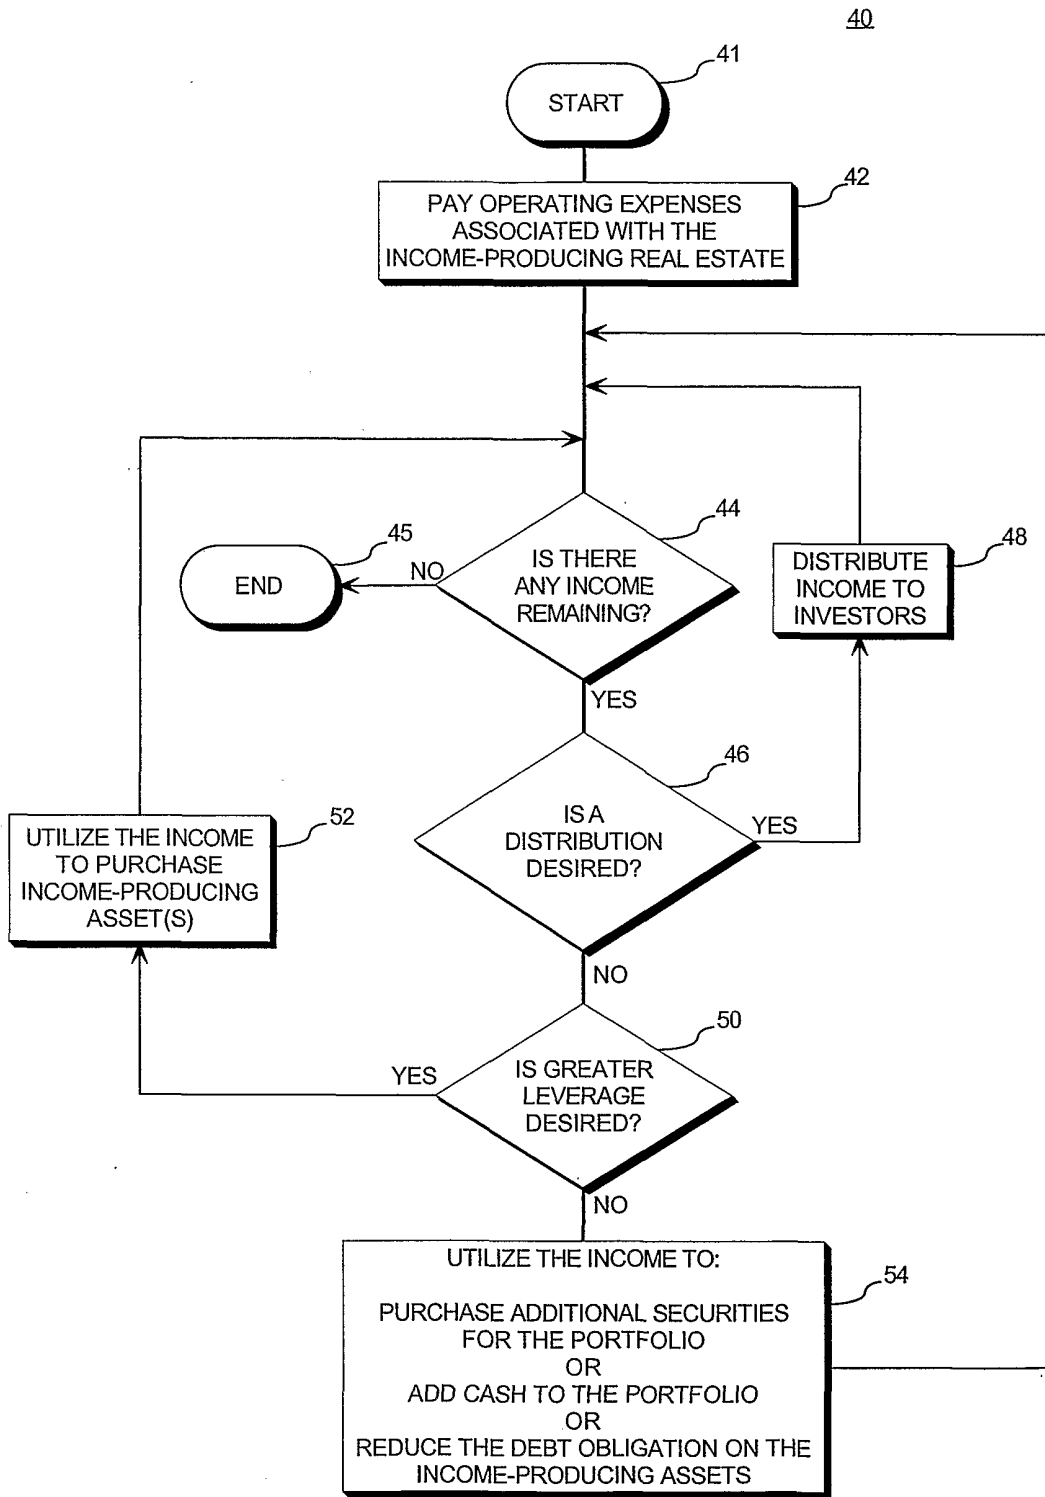 40
41
START
42
PAY OPERATING EXPENSES
ASSOCIATED WITH THE
INCOME-PRODUCING REAL ESTATE
44
45
END
NO
IS THERE
ANY INCOME
REMAINING?
48
DISTRIBUTE
INCOME TO
INVESTORS
YES
46
IS A
DISTRIBUTION
DESIRED?
YES
52
UTILIZE THE INCOME
TO PURCHASE
INCOME-PRODUCING
ASSET(S)
NO
50
YES
IS GREATER
LEVERAGE
DESIRED?
NO
54
UTILIZE THE INCOME TO:
PURCHASE ADDITIONAL SECURITIES
FOR THE PORTFOLIO
OR
ADD CASH TO THE PORTFOLIO
OR
REDUCE THE DEBT OBLIGATION ON THE
INCOME-PRODUCING ASSETS